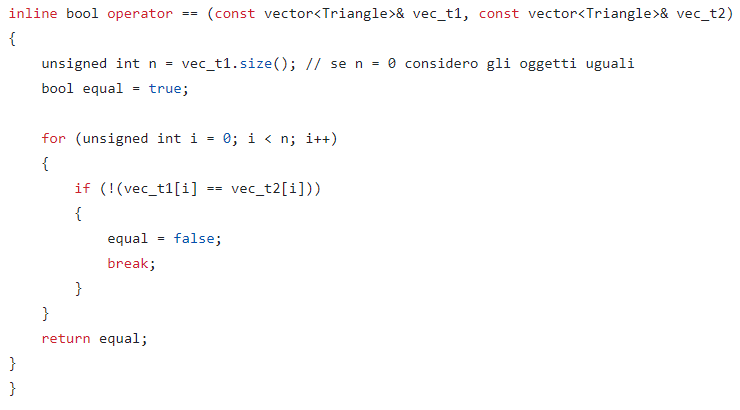 inline bool operator == (const vector<Triangle>& vec_t1, const vector<Triangle>& vec_t2)
{
    unsigned int n = vec_t1.size(); // se n = 0 considero gli oggetti uguali
    bool equal = true;

    for (unsigned int i = 0; i < n; i++)
    {
        if (!(vec_t1[i] == vec_t2[i]))
        {
            equal = false;
            break;
        }
    }
    return equal;
}
}